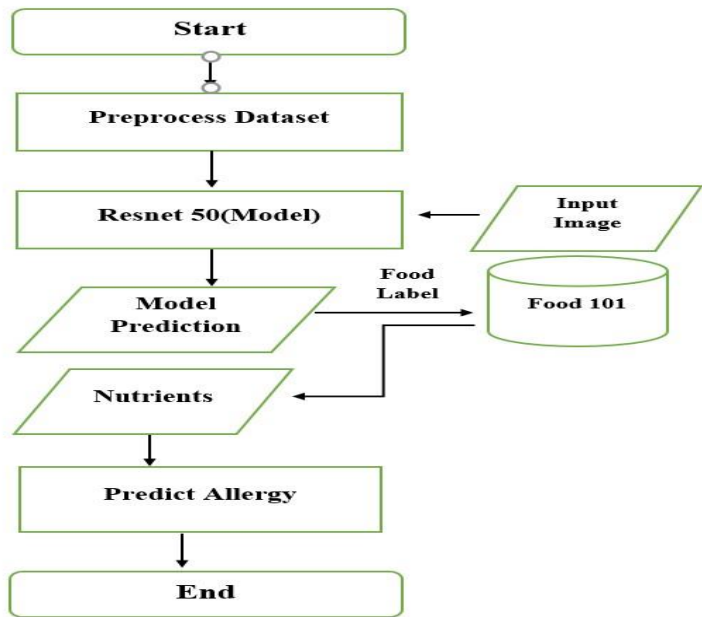 Start
Preprocess Dataset
Resnet 50(Model)
Input
Image
Model
Prediction
Food
Label
Food 101
Nutrients
Predict Allergy
End